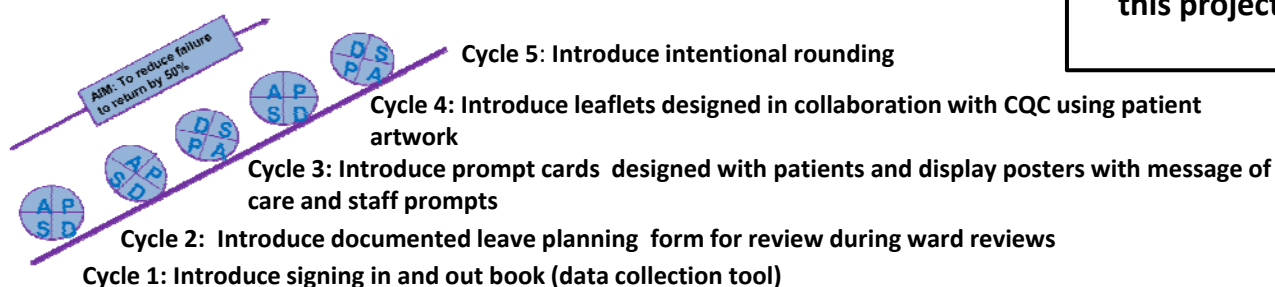 this project
AIM: To reduce failure
to return by 50%
D S
P A
Cycle 5: Introduce intentional rounding
A P
S D
Cycle 4: Introduce leaflets designed in collaboration with CQC using patient
artwork
D S
P A
Cycle 3: Introduce prompt cards  designed with patients and display posters with message of
care and staff prompts
A P
S D
Cycle 2:  Introduce documented leave planning  form for review during ward reviews
A P
S D
Cycle 1: Introduce signing in and out book (data collection tool)